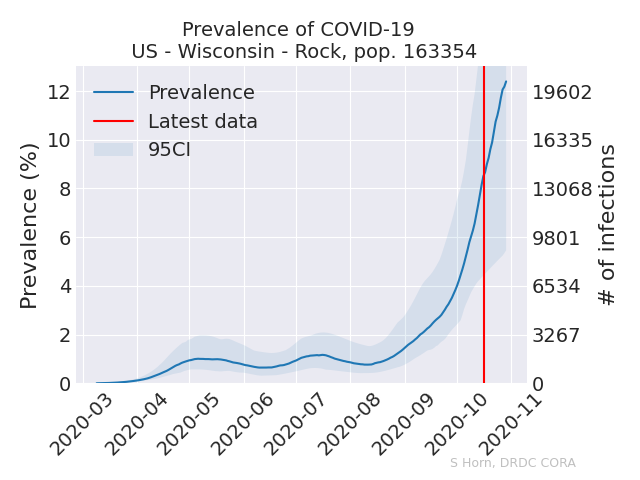 Prevalence of COVID-19
US - Wisconsin - Rock, pop. 163354
Prevalence
Latest data
95CI
Prevalence (%)
12
10
8
6
4
2
0
19602
16335
13068
9801
6534
3267
0
# of infections
2020-03
2020-04
2020-05
2020-06
2020-07
2020-08
2020-09
2020-10
2020-11
S Horn, DRDC CORA